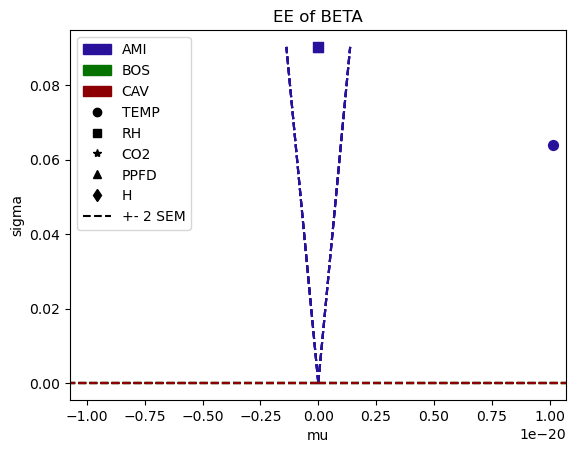 EE of BETA
AMI
BOS
CAV
TEMP
RH
CO2
PPFD
H
+- 2 SEM
sigma
0.08
0.06
0.04
0.02
0.00
−1.00 −0.75 −0.50 −0.25 0.00 0.25 0.50 0.75 1.00
1e−20
mu